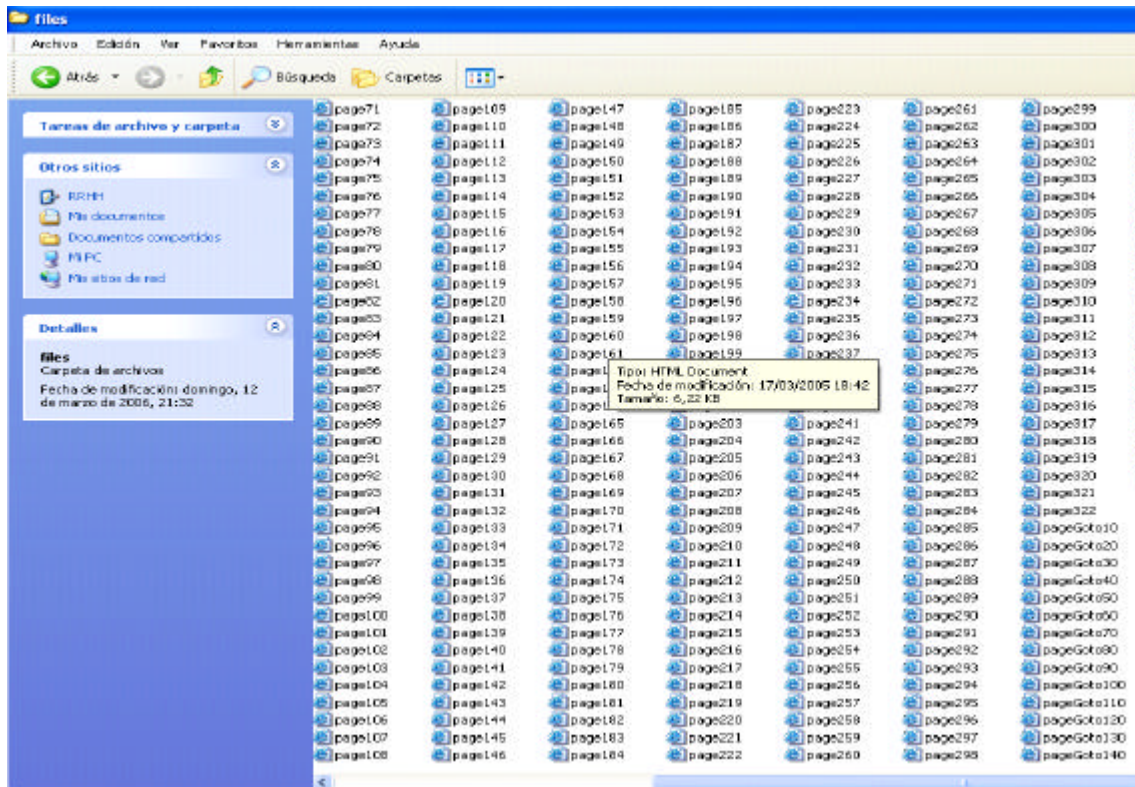 files
Archivo Edición Ver Favoritos Herramientas Ayuda
Atrás Búsqueda Carpetas
Tareas de archivo y carpeta
Otros sitios
RRHH
Mis documentos
Documentos compartidos
Mi PC
Mis sitios de red
Detalles
files
Carpeta de archivos
Fecha de modificación: domingo, 12
de marzo de 2006, 21:32
page71 page109 page147 page185 page223 page261 page299
page72 page110 page148 page186 page224 page262 page300
page73 page111 page149 page187 page225 page263 page301
page74 page112 page150 page188 page226 page264 page302
page75 page113 page151 page189 page227 page265 page303
page76 page114 page152 page190 page228 page266 page304
page77 page115 page153 page191 page229 page267 page305
page78 page116 page154 page192 page230 page268 page306
page79 page117 page155 page193 page231 page269 page307
page80 page118 page156 page194 page232 page270 page308
page81 page119 page157 page195 page233 page271 page309
page82 page120 page158 page196 page234 page272 page310
page83 page121 page159 page197 page235 page273 page311
page84 page122 page160 page198 page236 page274 page312
page85 page123 page161 page199 page237 page275 page313
page86 page124 page276 page314
page87 page125 page277 page315
page88 page126 page278 page316
Tipo: HTML Document
Fecha de modificación: 17/03/2005 18:42
Tamaño: 6,22 KB
page89 page127 page165 page203 page241 page279 page317
page90 page128 page166 page204 page242 page280 page318
page91 page129 page167 page205 page243 page281 page319
page92 page130 page168 page206 page244 page282 page320
page93 page131 page169 page207 page245 page283 page321
page94 page132 page170 page208 page246 page284 page322
page95 page133 page171 page209 page247 page285 pageGoto10
page96 page134 page172 page210 page248 page286 pageGoto20
page97 page135 page173 page211 page249 page287 pageGoto30
page98 page136 page174 page212 page250 page288 pageGoto40
page99 page137 page175 page213 page251 page289 pageGoto50
page100 page138 page176 page214 page252 page290 pageGoto60
page101 page139 page177 page215 page253 page291 pageGoto70
page102 page140 page178 page216 page254 page292 pageGoto80
page103 page141 page179 page217 page255 page293 pageGoto90
page104 page142 page180 page218 page256 page294 pageGoto100
page105 page143 page181 page219 page257 page295 pageGoto110
page106 page144 page182 page220 page258 page296 pageGoto120
page107 page145 page183 page221 page259 page297 pageGoto130
page108 page146 page184 page222 page260 page298 pageGoto140